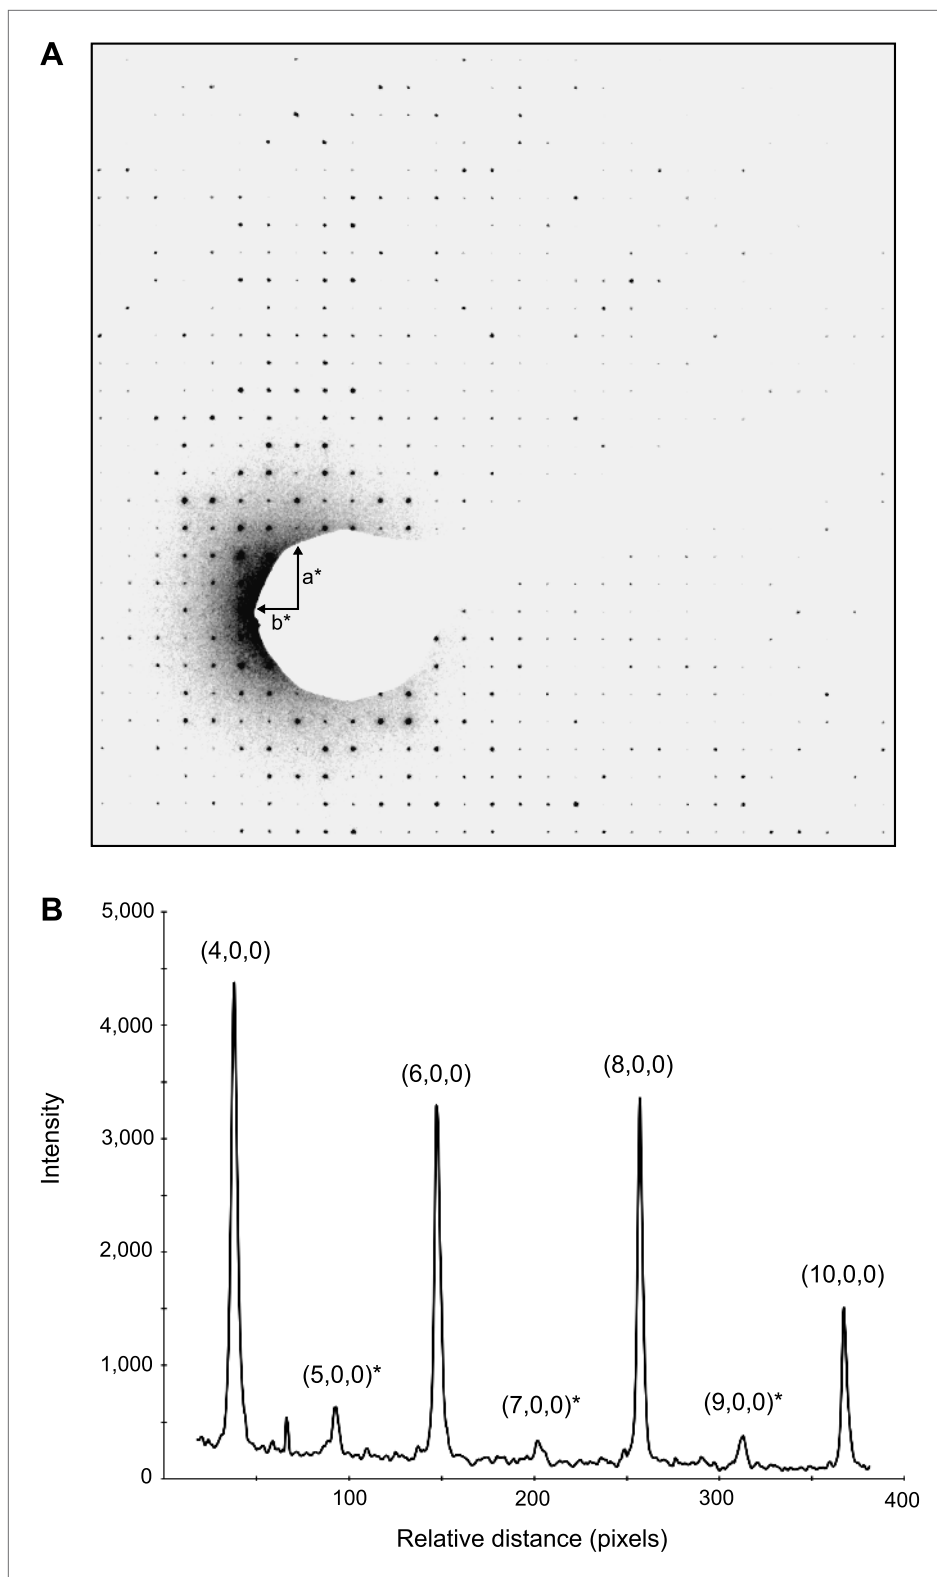 A
a*
b*
B
5,000
(4,0,0)
4,000
(6,0,0)
(8,0,0)
3,000
Intensity
2,000
(10,0,0)
1,000
(5,0,0)*
(7,0,0)*
(9,0,0)*
0
100
200
300
400
Relative distance (pixels)